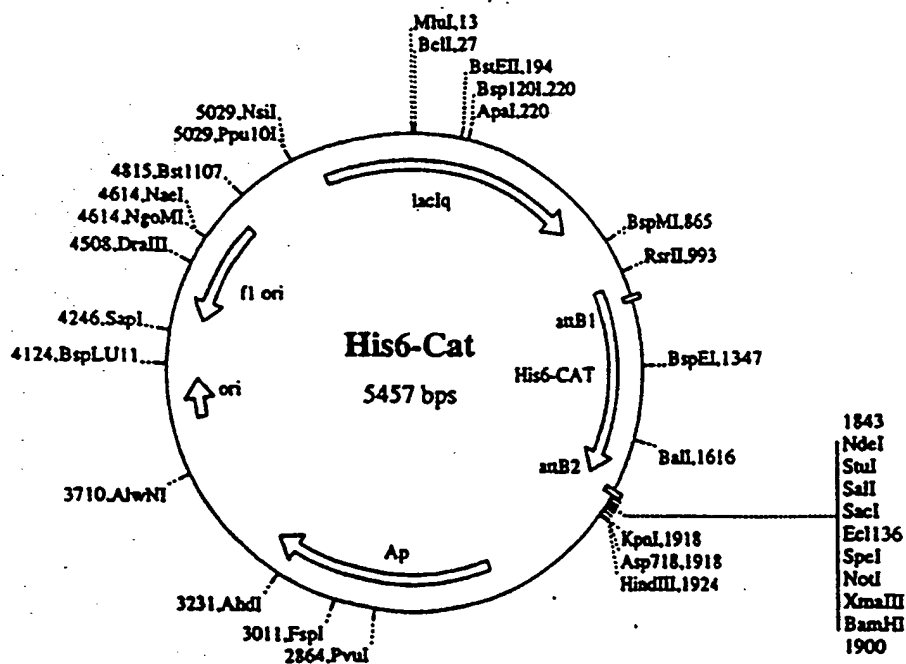 MluI,13
BclI,27
BstEII,194
Bsp120I,220
ApaI,220
5029,NsiI
5029,Ppu10I
4815,Bst1107
4614,NaeI
4614,NgoMI
4508,DraIII
4246,SapI
4124,BspLU11
3710,AlwNI
3231,AhdI
3011,FspI
2864,PvuI
lacIq
BspMI,865
RsrII,993
attB1
His6-CAT
BspEI,1347
BalI,1616
attB2
f1 ori
ori
Ap
His6-Cat
5457 bps
KpnI,1918
Asp718,1918
HindIII,1924
1843
NdeI
StuI
SalI
SacI
Ecl136
SpeI
NotI
XmaIII
BamHI
1900